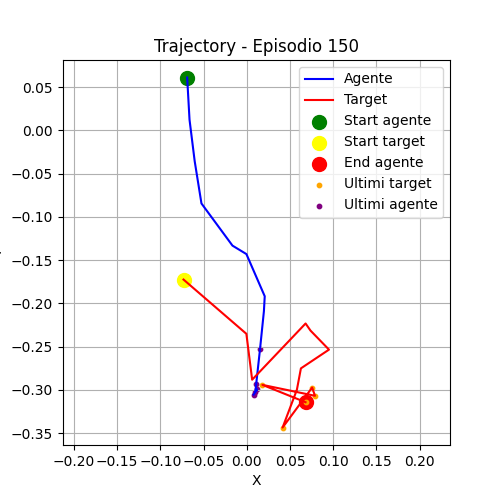 Trajectory - Episodio 150
Agente
Target
Start agente
Start target
End agente
Ultimi target
Ultimi agente
0.05
0.00
−0.05
−0.10
−0.15
−0.20
−0.25
−0.30
−0.35
−0.20 −0.15 −0.10 −0.05 0.00 0.05 0.10 0.15 0.20
X